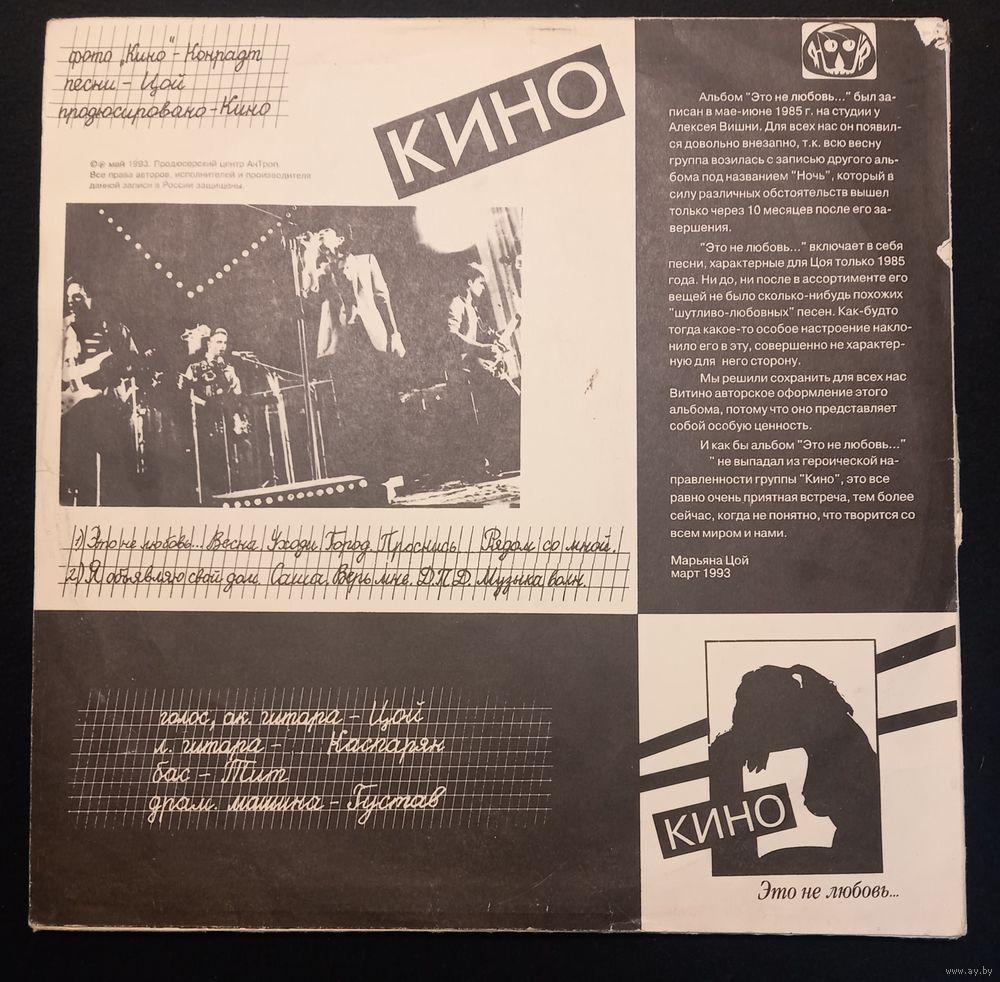 фото „Кино" - Конрадт
песни - Цой
продюсировано - Кино
КИНО
©℗ май 1993. Продюсерский центр АнТроп.
Все права авторов, исполнителей и производителя
данной записи в России защищены.
Альбом "Это не любовь..." был за-
писан в мае-июне 1985 г. на студии у
Алексея Вишни. Для всех нас он появил-
ся довольно внезапно, т.к. всю весну
группа возилась с записью другого аль-
бома под названием "Ночь", который в
силу различных обстоятельств вышел
только через 10 месяцев после его за-
вершения.
"Это не любовь..." включает в себя
песни, характерные для Цоя только 1985
года. Ни до, ни после в ассортименте его
вещей не было сколько-нибудь похожих
"шутливо-любовных" песен. Как-будто
тогда какое-то особое настроение накло-
нило его в эту, совершенно не характер-
ную для него сторону.
Мы решили сохранить для всех нас
Витино авторское оформление этого
альбома, потому что оно представляет
собой особую ценность.
И как бы альбом "Это не любовь..."
" не выпадал из героической на-
правленности группы "Кино", это все
равно очень приятная встреча, тем более
сейчас, когда не понятно, что творится со
всем миром и нами.
Марьяна Цой
март 1993
1) Это не любовь... Весна. Уходи. Город. Проснись. Рядом со мной.
2) Я объявляю свой дом. Саша. Верь мне. Д.П.Д. Музыка волн.
голос, ак. гитара - Цой
л. гитара - Каспарян
бас - Тит
драм. машина - Густав
КИНО
Это не любовь...
www.ay.by